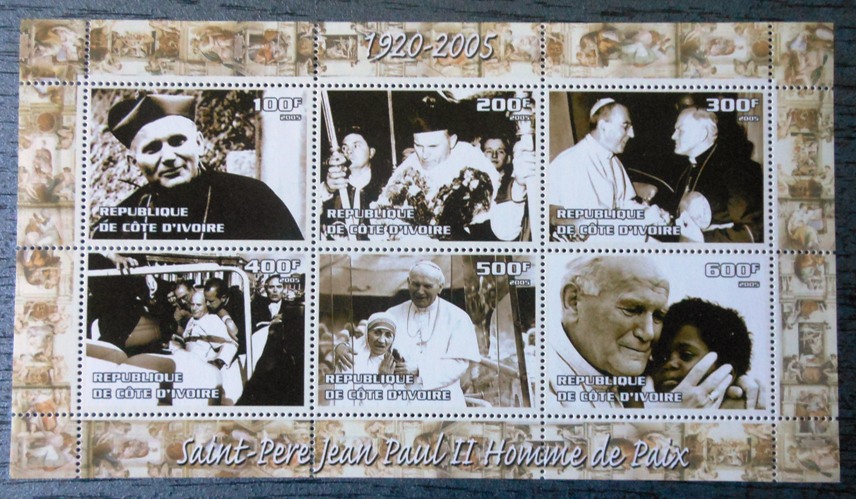 1920-2005
100F
2005
REPUBLIQUE
DE CÔTE D'IVOIRE
200F
2005
REPUBLIQUE
DE CÔTE D'IVOIRE
300F
2005
REPUBLIQUE
DE CÔTE D'IVOIRE
400F
2005
REPUBLIQUE
DE CÔTE D'IVOIRE
500F
2005
REPUBLIQUE
DE CÔTE D'IVOIRE
600F
2005
REPUBLIQUE
DE CÔTE D'IVOIRE
Saint-Pere Jean Paul II Homme de Paix